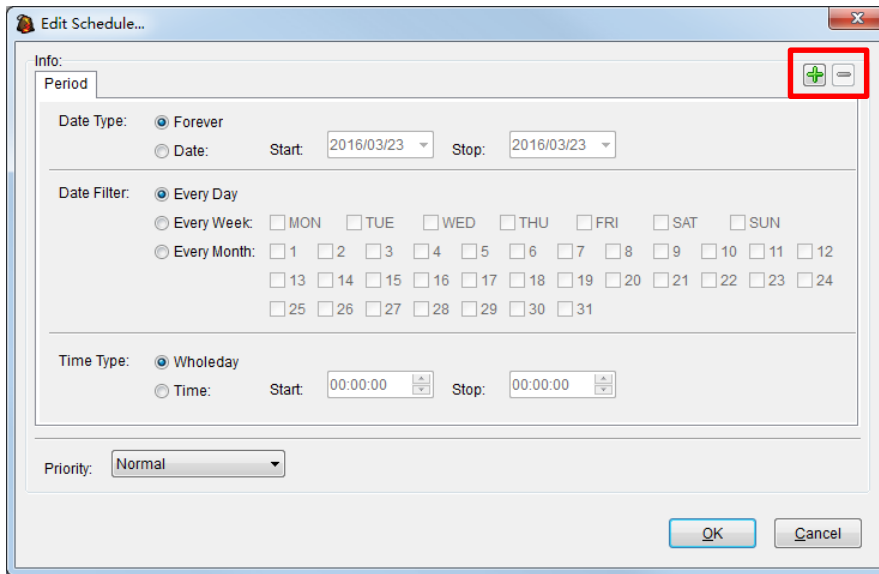 Edit Schedule...
Info:
Period
Date Type: Forever
Date: Start: 2016/03/23 Stop: 2016/03/23
Date Filter: Every Day
Every Week: MON TUE WED THU FRI SAT SUN
Every Month: 1 2 3 4 5 6 7 8 9 10 11 12
13 14 15 16 17 18 19 20 21 22 23 24
25 26 27 28 29 30 31
Time Type: Wholeday
Time: Start: 00:00:00 Stop: 00:00:00
Priority: Normal
OK Cancel